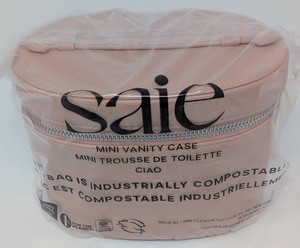 saie
MINI VANITY CASE
MINI TROUSSE DE TOILETTE
CIAO
BAG IS INDUSTRIALLY COMPOSTABLE
C EST COMPOSTABLE INDUSTRIELLEMENT